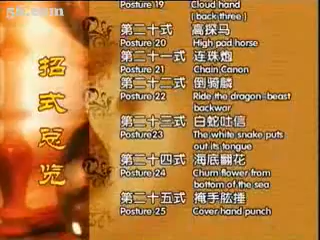 56.com
招式总览
Posture 19 Cloud hand
( back three )
第二十式 高探马
Posture 20 High pad horse
第二十一式 连珠炮
Posture 21 Chain Canon
第二十二式 倒骑麟
Posture 22 Ride the dragon- beast
backwar
第二十三式 白蛇吐信
Posture23 The white snake puts
out its tongue
第二十四式 海底翻花
Posture 24 Churn flower from
bottom of the sea
第二十五式 掩手肱捶
Posture 25 Cover hand punch